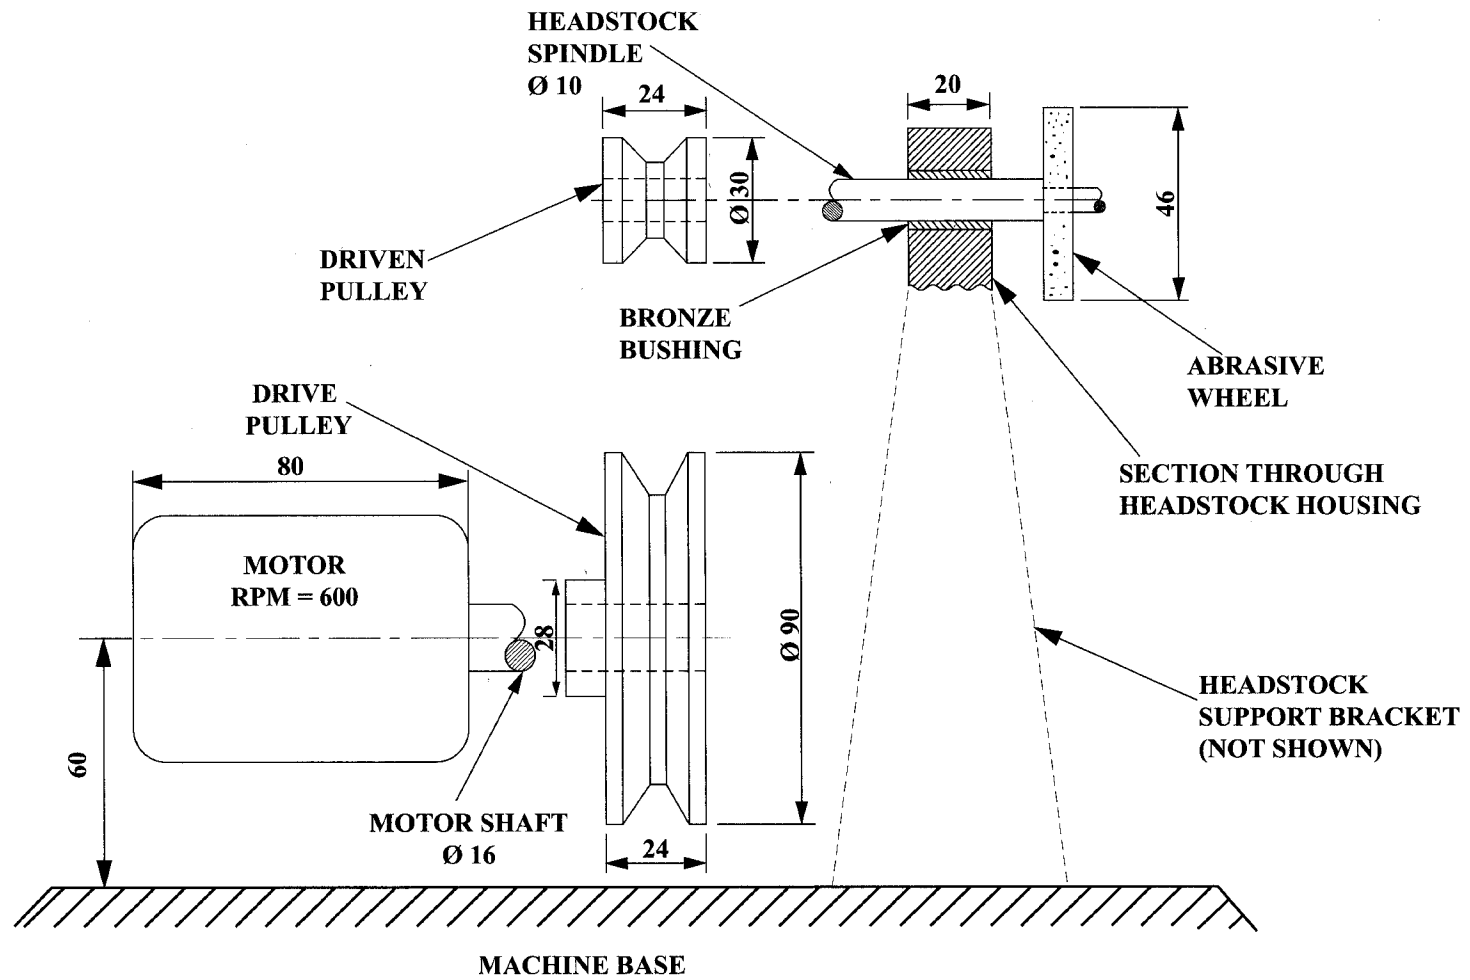 HEADSTOCK
SPINDLE
Ø 10
24
20
Ø 30
46
DRIVEN
PULLEY
BRONZE
BUSHING
ABRASIVE
WHEEL
DRIVE
PULLEY
80
SECTION THROUGH
HEADSTOCK HOUSING
MOTOR
RPM = 600
28
Ø 90
HEADSTOCK
SUPPORT BRACKET
(NOT SHOWN)
60
MOTOR SHAFT
Ø 16
24
MACHINE BASE